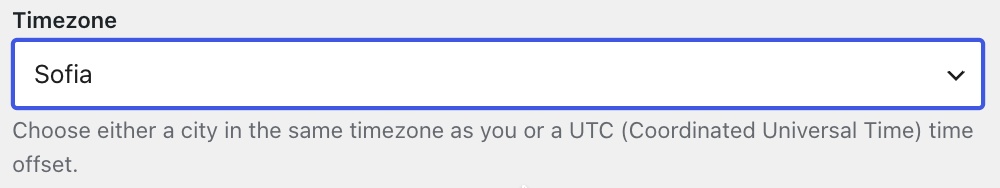 Timezone
Sofia
Choose either a city in the same timezone as you or a UTC (Coordinated Universal Time) time
offset.